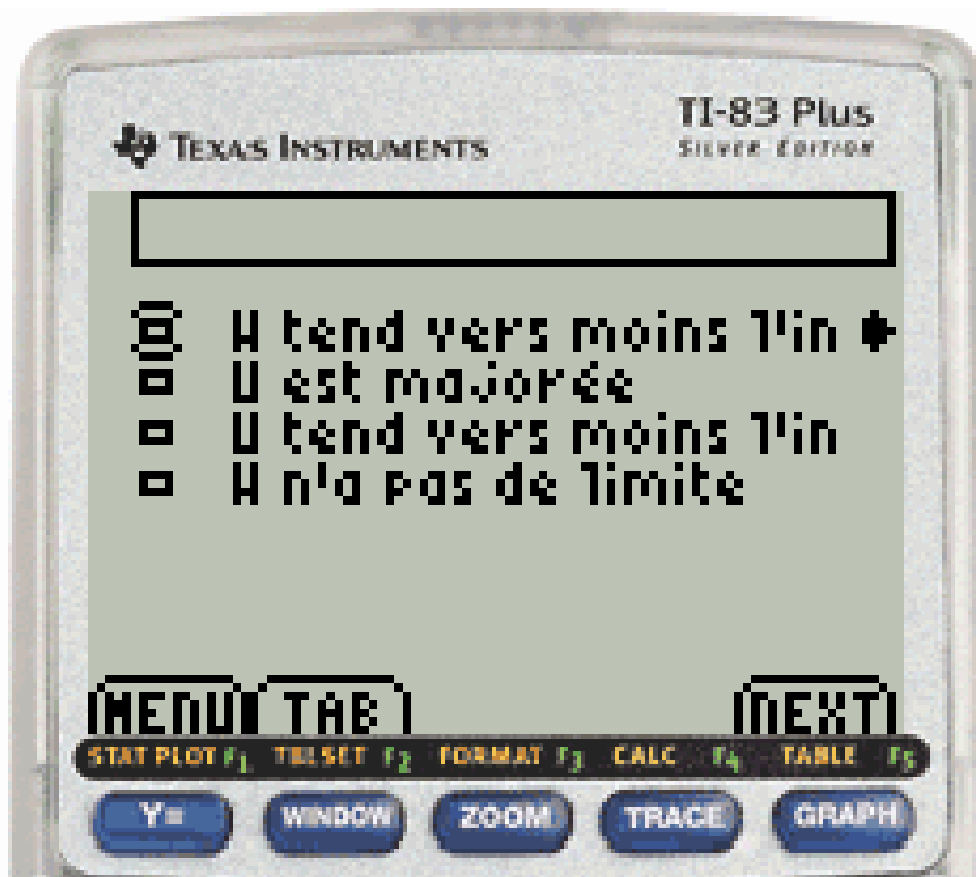 TI-83 Plus
TEXAS INSTRUMENTS
SILVER EDITION
W tend vers moins l'in
U est majorée
U tend vers moins l'in
W n'a pas de limite
MENU TAB NEXT
STAT PLOT F1 TBLSET F2 FORMAT F3 CALC F4 TABLE F5
Y= WINDOW ZOOM TRACE GRAPH